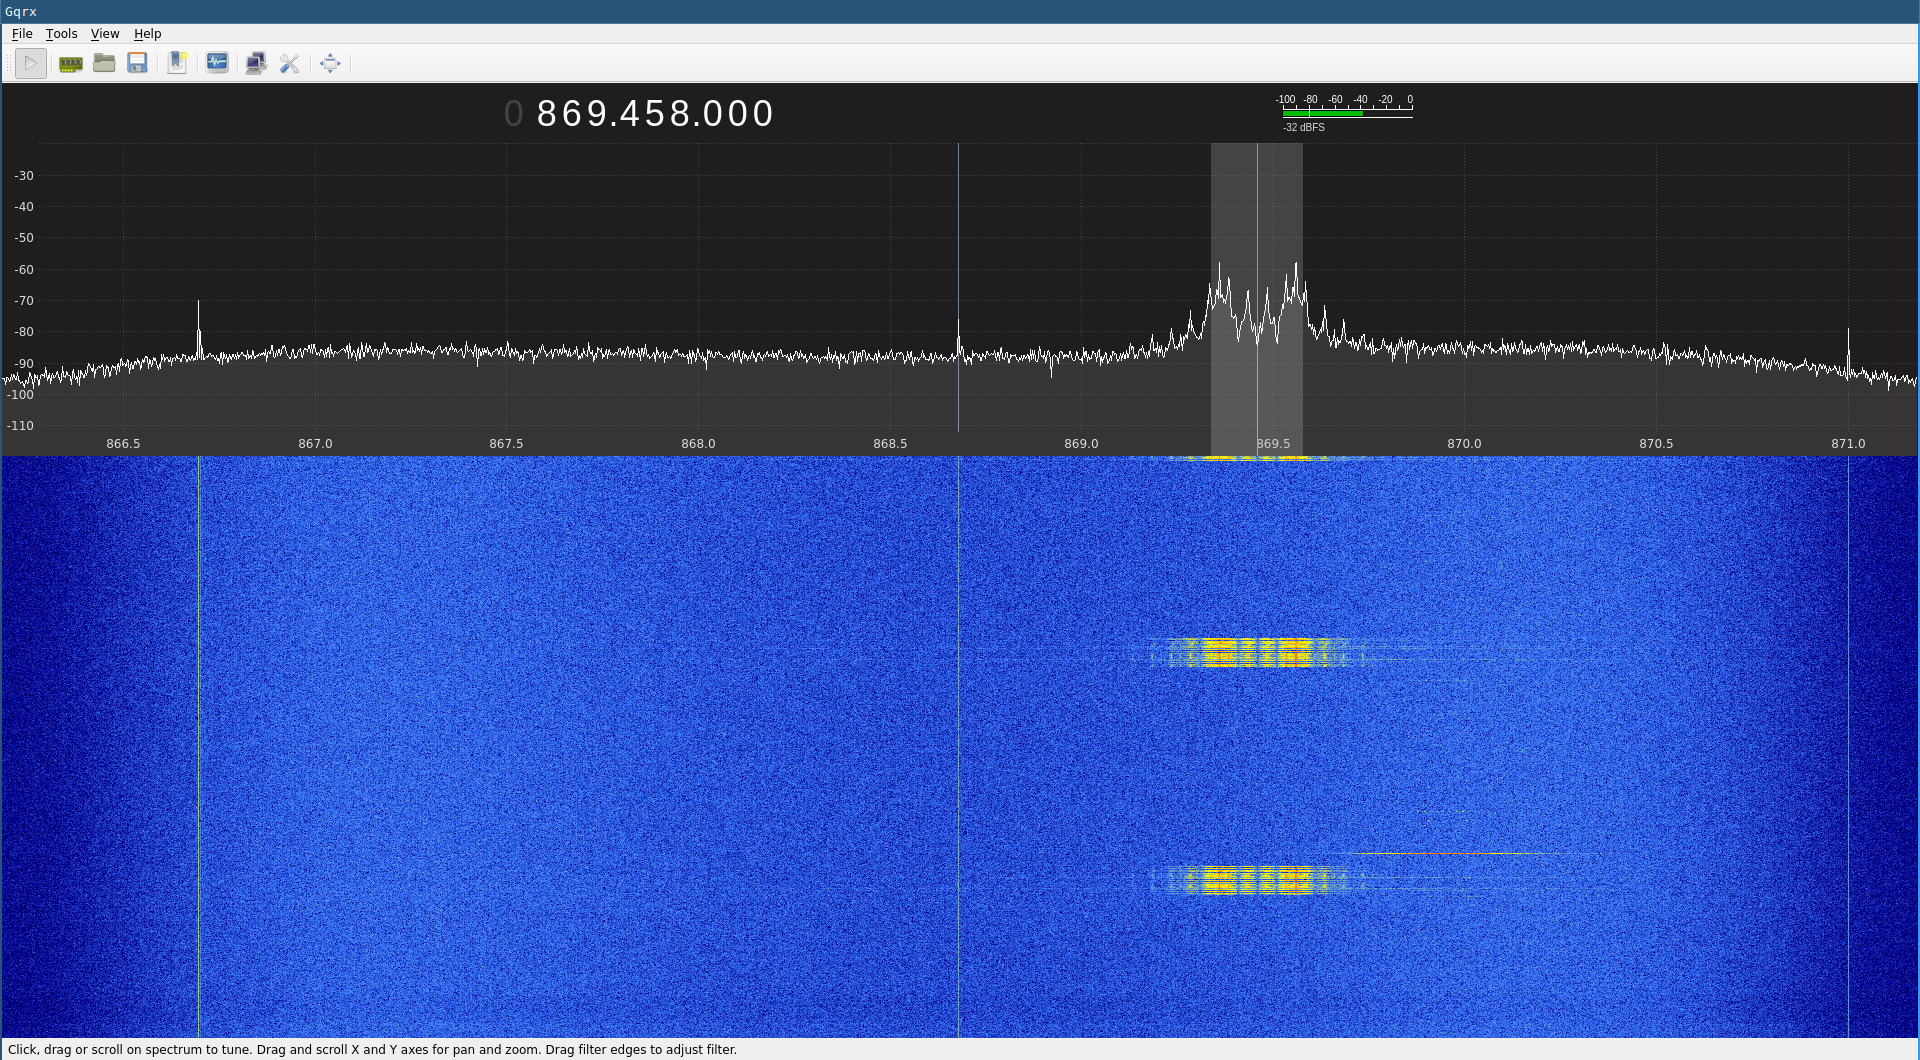 Gqrx
File Tools View Help
0 869.458.000
-100 -80 -60 -40 -20 0
-32 dBFS
-30
-40
-50
-60
-70
-80
-90
-100
-110
866.5 867.0 867.5 868.0 868.5 869.0 869.5 870.0 870.5 871.0
Click, drag or scroll on spectrum to tune. Drag and scroll X and Y axes for pan and zoom. Drag filter edges to adjust filter.